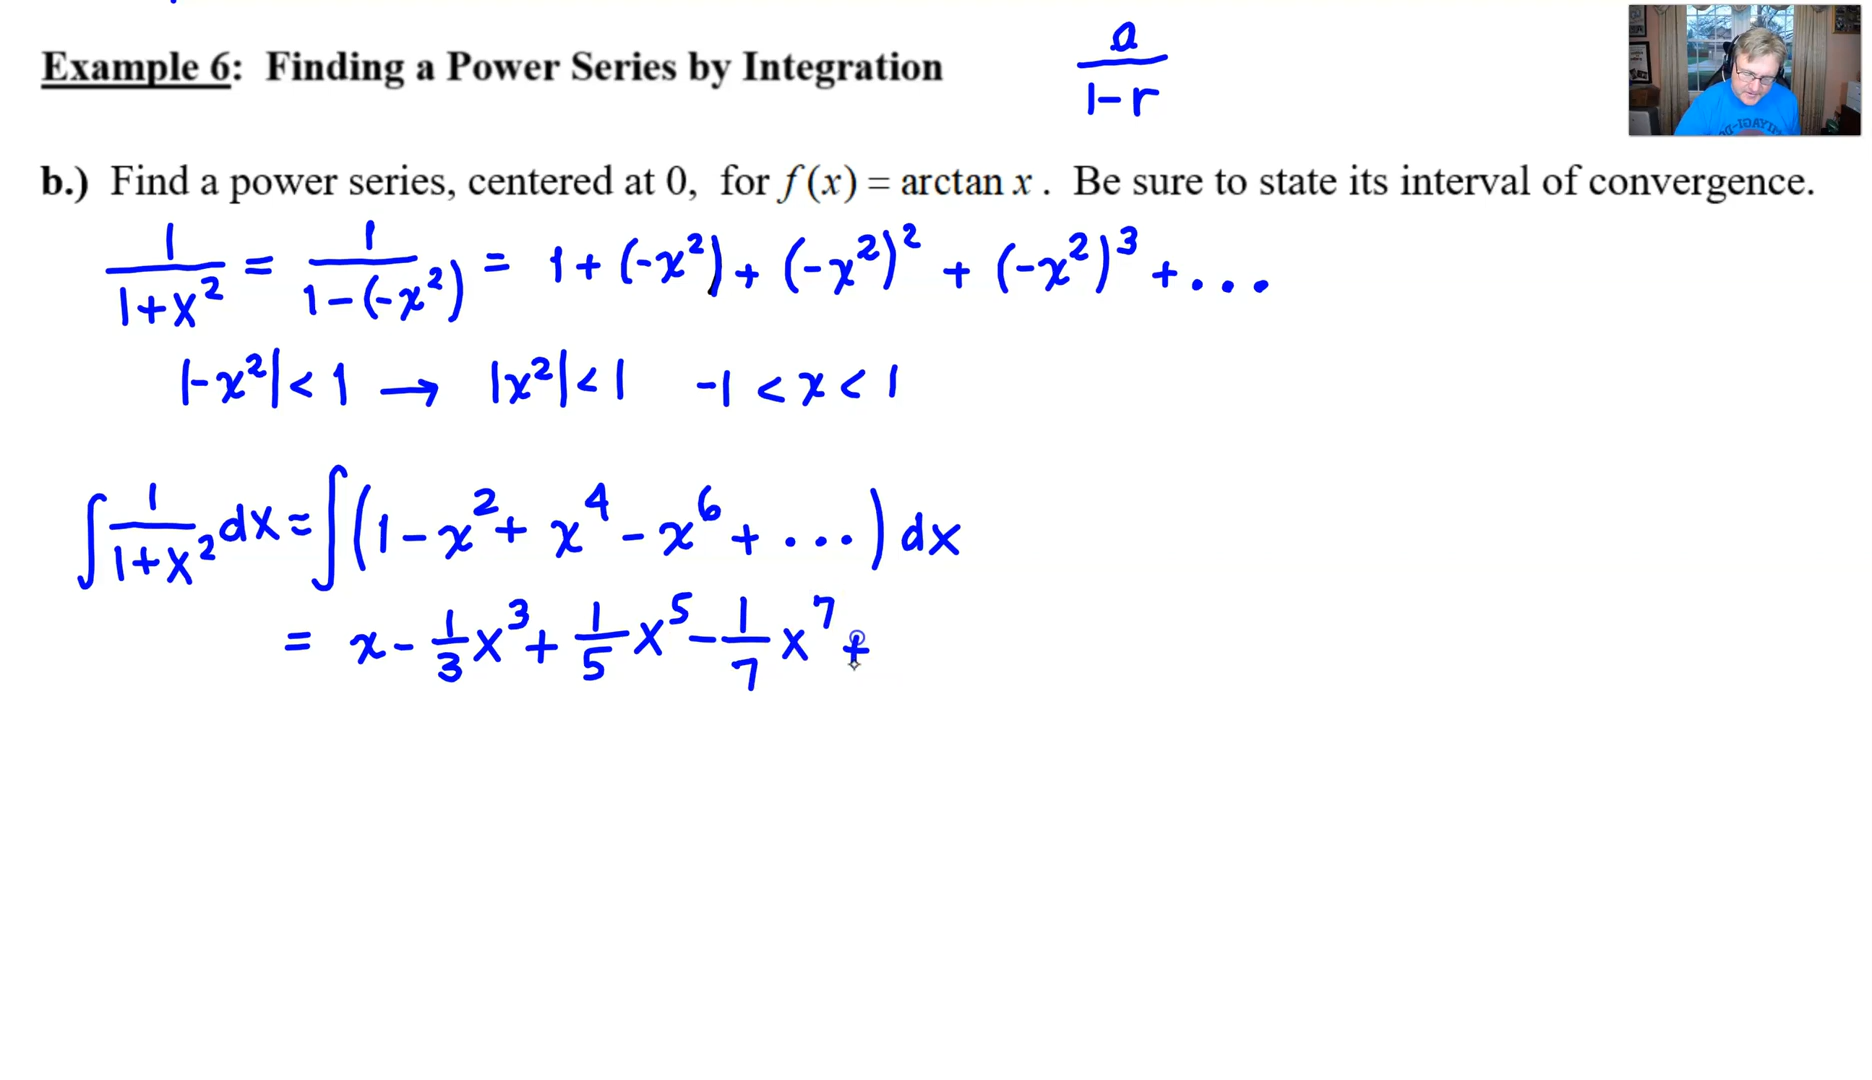 Example 6: Finding a Power Series by Integration
a/(1-r)
b.) Find a power series, centered at 0, for f(x) = arctan x. Be sure to state its interval of convergence.
1/(1+x²) = 1/(1-(-x²)) = 1 + (-x²) + (-x²)² + (-x²)³ + ...
|-x²| < 1 → |x²| < 1 -1 < x < 1
∫ 1/(1+x²) dx = ∫ (1 - x² + x⁴ - x⁶ + ...) dx
= x - 1/3 x³ + 1/5 x⁵ - 1/7 x⁷ +